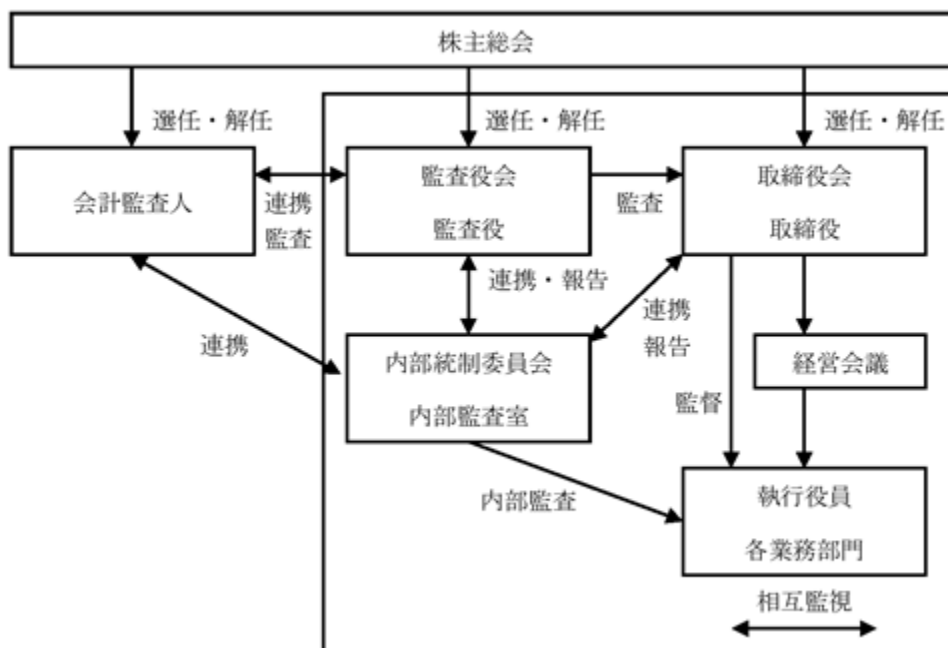 株主総会
選任・解任
選任・解任
選任・解任
会計監査人
連携
監査
監査役会
監査役
監査
取締役会
取締役
連携・報告
連携
報告
連携
内部統制委員会
内部監査室
経営会議
監督
内部監査
執行役員
各業務部門
相互監視